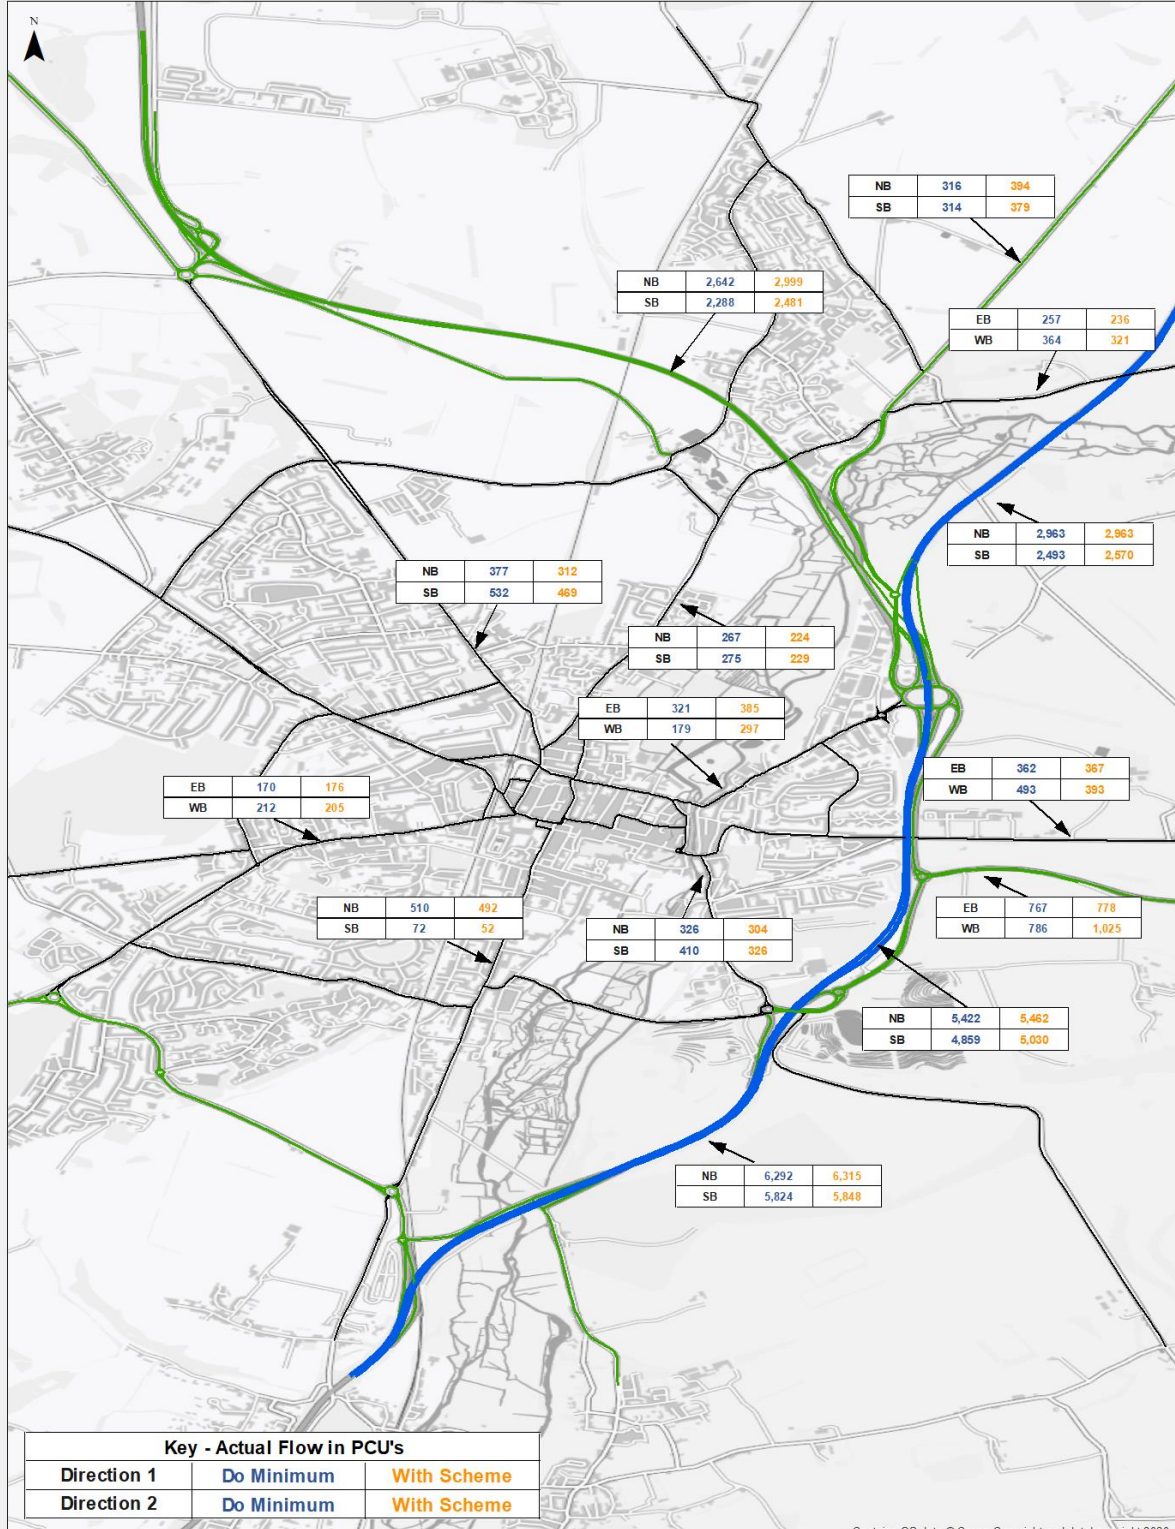 N
NB 316 394
SB 314 379
NB 2,642 2,999
SB 2,288 2,481
EB 257 236
WB 364 321
NB 2,963 2,963
SB 2,493 2,570
NB 377 312
SB 532 469
NB 267 224
SB 275 229
EB 321 385
WB 179 297
EB 362 367
WB 493 393
EB 170 176
WB 212 205
NB 510 492
SB 72 52
NB 326 304
SB 410 326
EB 767 778
WB 786 1,025
NB 5,422 5,462
SB 4,859 5,030
NB 6,292 6,315
SB 5,824 5,848
Key - Actual Flow in PCU's
Direction 1 Do Minimum With Scheme
Direction 2 Do Minimum With Scheme